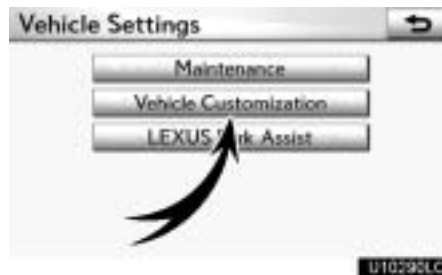 Vehicle Settings
Maintenance
Vehicle Customization
LEXUS Assist
U10290LC